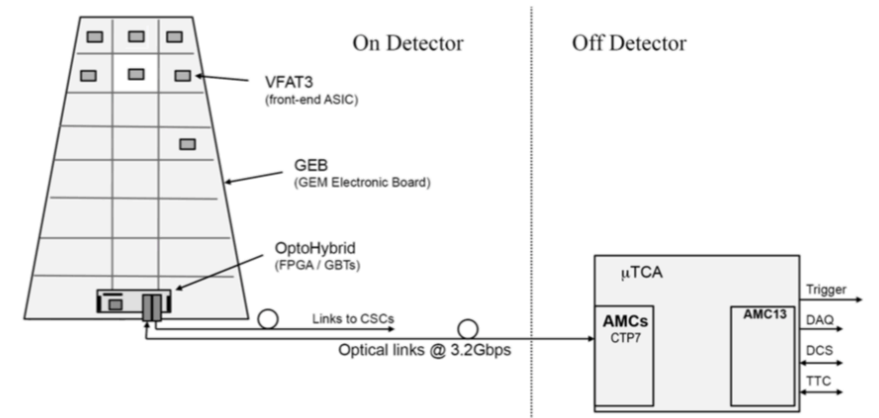 On Detector
Off Detector
VFAT3
(front-end ASIC)
GEB
(GEM Electronic Board)
OptoHybrid
(FPGA / GBTs)
Links to CSCs
Optical links @ 3.2Gbps
μTCA
AMCs
CTP7
AMC13
Trigger
DAQ
DCS
TTC